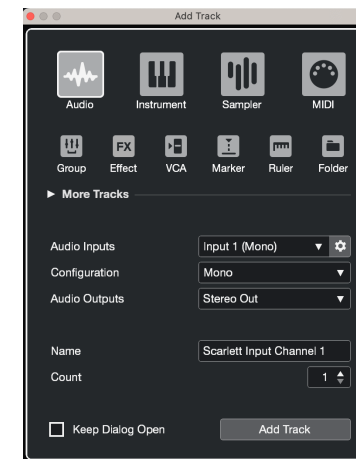 Add Track
Audio Instrument Sampler MIDI
FX
Group Effect VCA Marker Ruler Folder
More Tracks
Audio Inputs Input 1 (Mono)
Configuration Mono
Audio Outputs Stereo Out
Name Scarlett Input Channel 1
Count 1
Keep Dialog Open Add Track